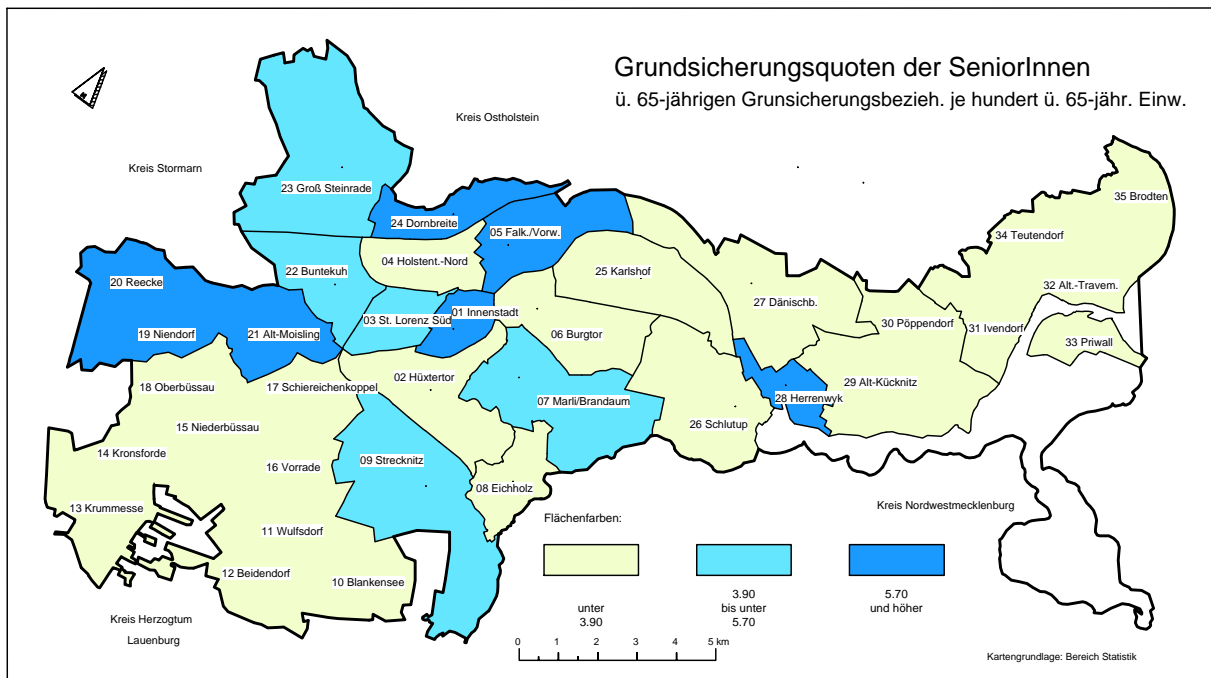 Grundsicherungsquoten der SeniorInnen
ü. 65-jährigen Grunsicherungsbezieh. je hundert ü. 65-jähr. Einw.
Kreis Ostholstein
Kreis Stormarn
23 Groß Steinrade
35 Brodten
24 Dornbreite
05 Falk./Vorw.
34 Teutendorf
04 Holstent.-Nord
22 Buntekuh
25 Karlshof
20 Reecke
32 Alt.-Travem.
27 Dänischb.
01 Innenstadt
03 St. Lorenz Süd
30 Pöppendorf
19 Niendorf
21 Alt-Moisling
06 Burgtor
31 Ivendorf
33 Priwall
02 Hüxtertor
18 Oberbüssau
17 Schiereichenkoppel
29 Alt-Kücknitz
07 Marli/Brandaum
28 Herrenwyk
26 Schlutup
15 Niederbüssau
14 Kronsforde
16 Vorrade
09 Strecknitz
08 Eichholz
13 Krummesse
Kreis Nordwestmecklenburg
11 Wulfsdorf
12 Beidendorf
10 Blankensee
Kreis Herzogtum
Lauenburg
Flächenfarben:
unter
3.90
3.90
bis unter
5.70
5.70
und höher
0 1 2 3 4 5 km
Kartengrundlage: Bereich Statistik